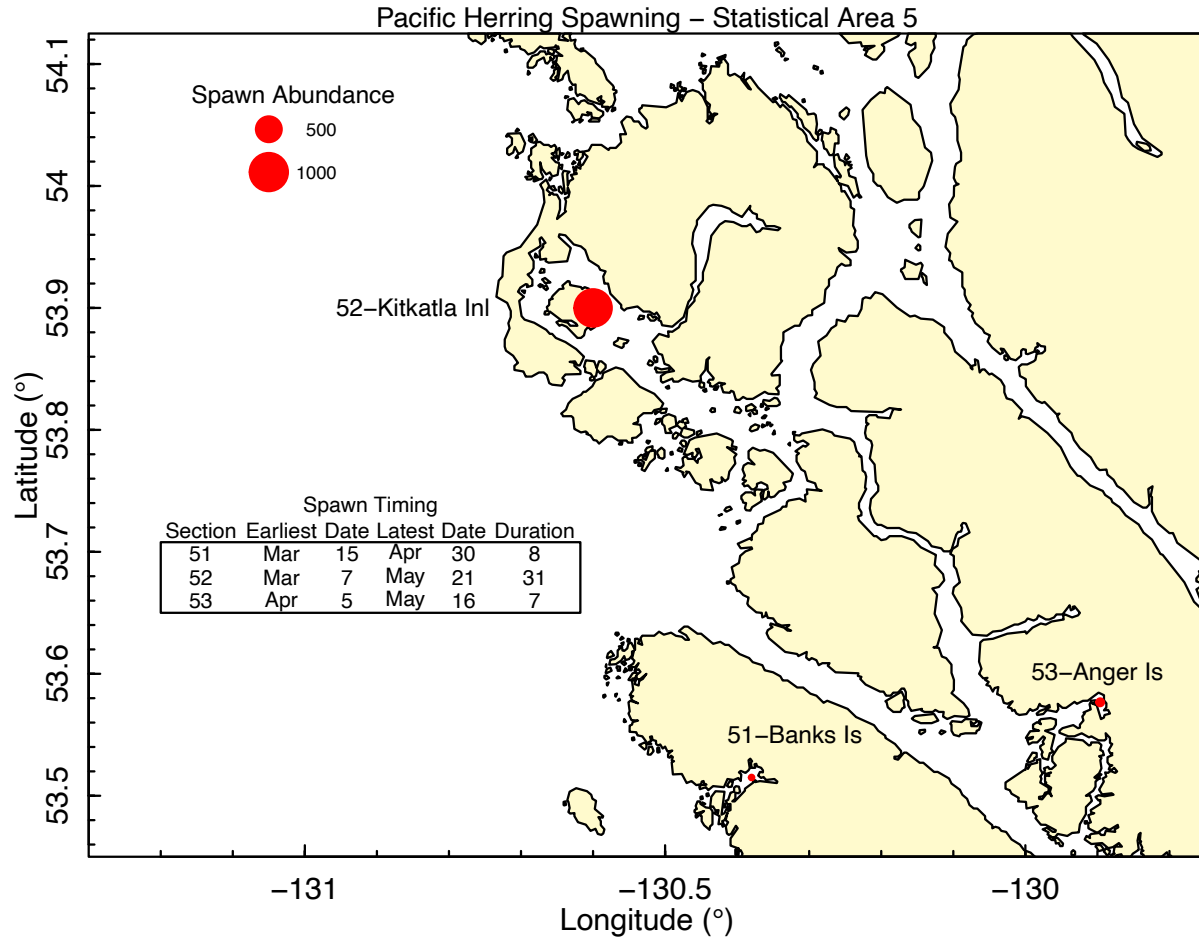 Pacific Herring Spawning − Statistical Area 5
54.1
Spawn Abundance
500
1000
54
53.9
52−Kitkatla Inl
53.8
Latitude (°)
Spawn Timing
Section Earliest Date Latest Date Duration
51 Mar 15 Apr 30 8
52 Mar 7 May 21 31
53 Apr 5 May 16 7
53.7
53.6
53−Anger Is
51−Banks Is
53.5
−131 −130.5 −130
Longitude (°)